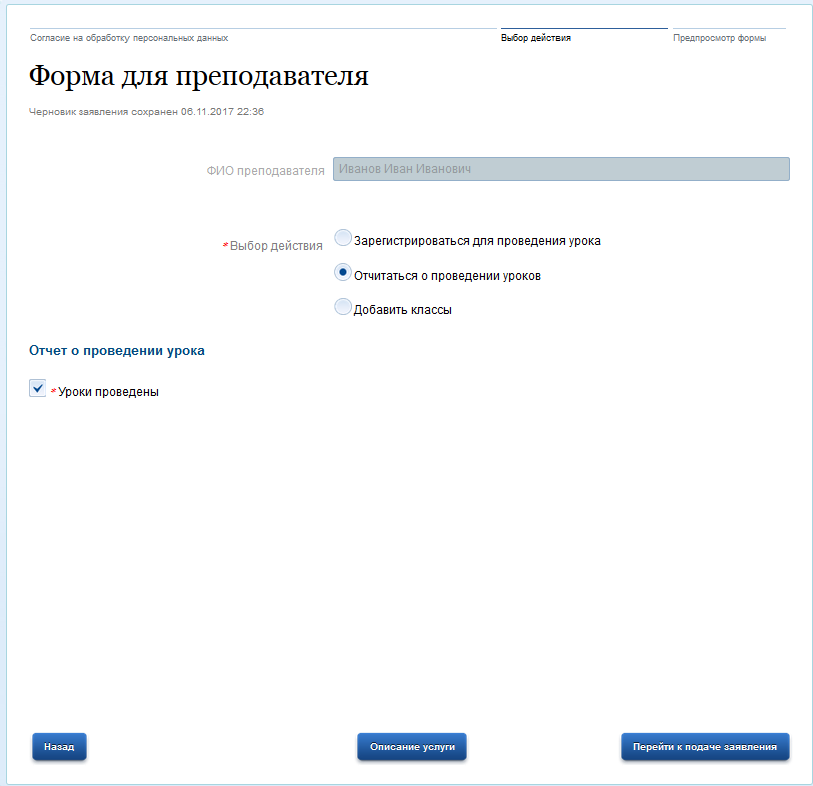 Согласие на обработку персональных данных
Выбор действия
Предпросмотр формы
Форма для преподавателя
Черновик заявления сохранен 06.11.2017 22:36
ФИО преподавателя
Иванов Иван Иванович
*Выбор действия
Зарегистрироваться для проведения урока
Отчитаться о проведении уроков
Добавить классы
Отчет о проведении урока
*Уроки проведены
Назад
Описание услуги
Перейти к подаче заявления